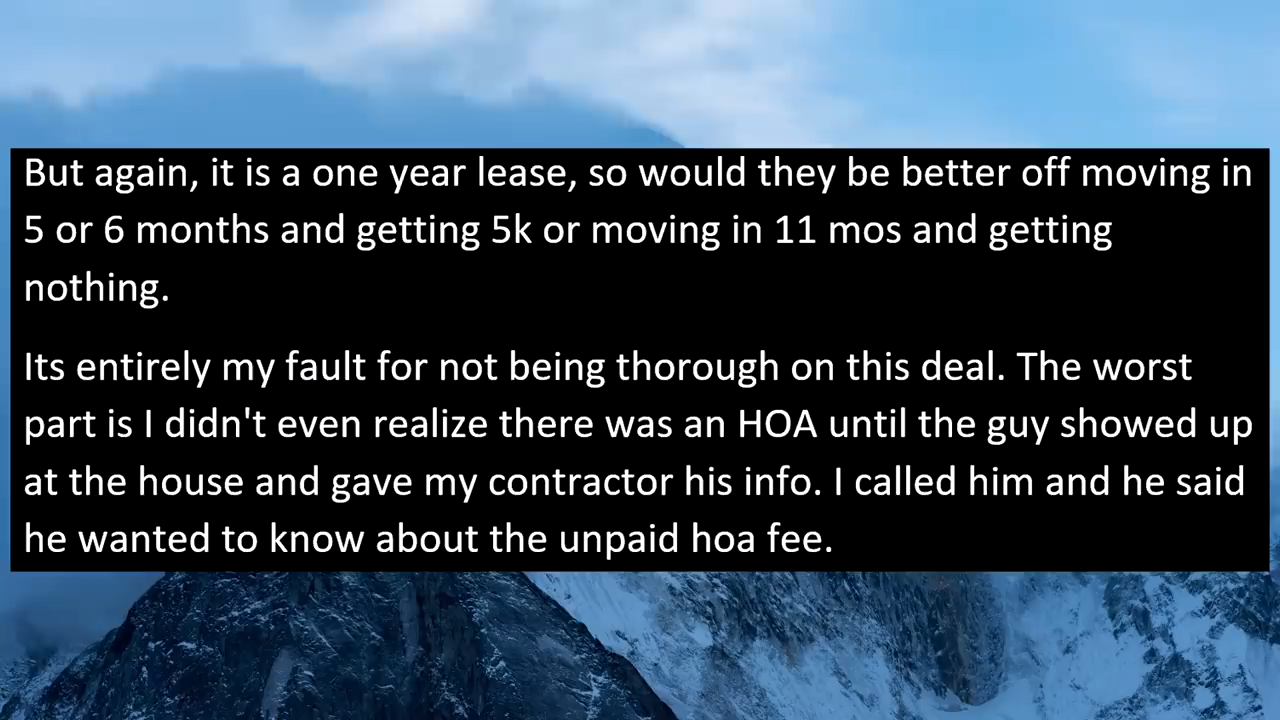 But again, it is a one year lease, so would they be better off moving in
5 or 6 months and getting 5k or moving in 11 mos and getting
nothing.
Its entirely my fault for not being thorough on this deal. The worst
part is I didn't even realize there was an HOA until the guy showed up
at the house and gave my contractor his info. I called him and he said
he wanted to know about the unpaid hoa fee.